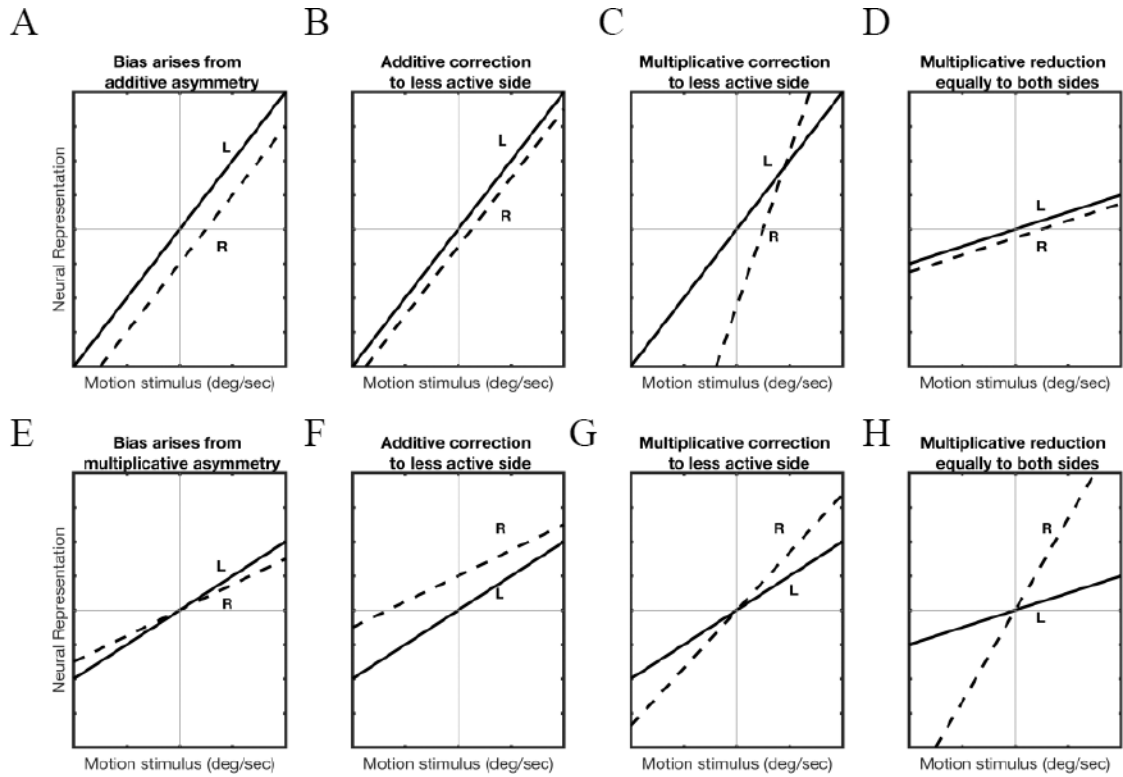 A
B
C
D
Bias arises from
additive asymmetry
Additive correction
to less active side
Multiplicative correction
to less active side
Multiplicative reduction
equally to both sides
Neural Representation
L
R
L
R
L
R
L
R
Motion stimulus (deg/sec)
Motion stimulus (deg/sec)
Motion stimulus (deg/sec)
Motion stimulus (deg/sec)
E
F
G
H
Bias arises from
multiplicative asymmetry
Additive correction
to less active side
Multiplicative correction
to less active side
Multiplicative reduction
equally to both sides
Neural Representation
L
R
R
L
R
L
R
L
Motion stimulus (deg/sec)
Motion stimulus (deg/sec)
Motion stimulus (deg/sec)
Motion stimulus (deg/sec)